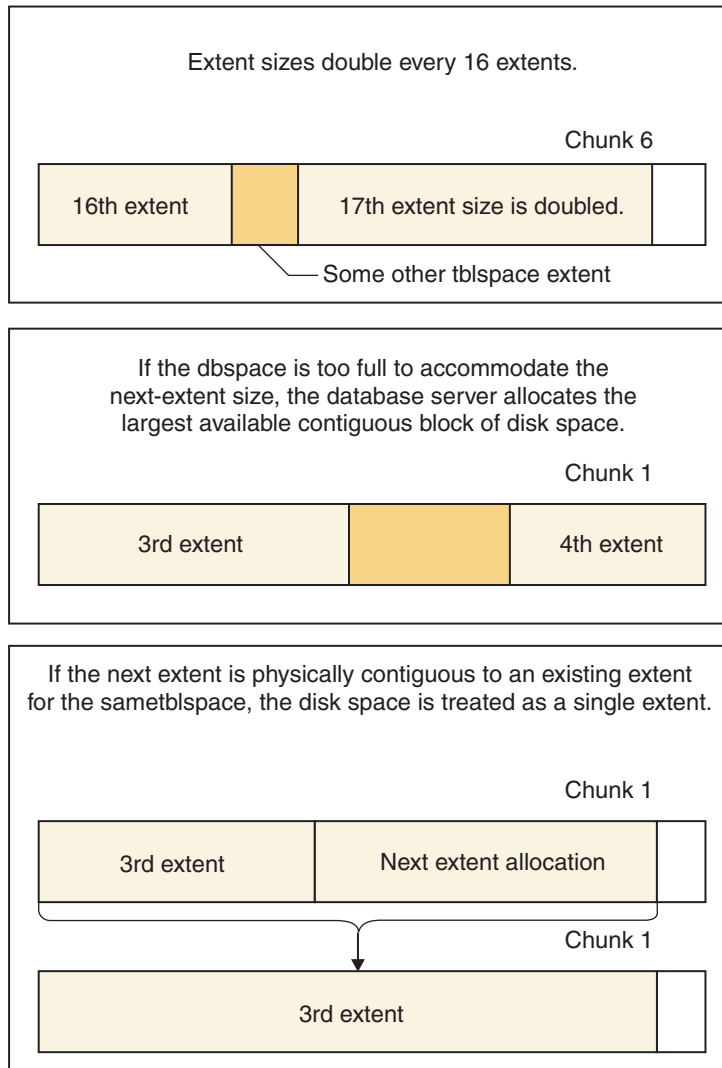 Extent sizes double every 16 extents.
Chunk 6
16th extent
17th extent size is doubled.
Some other tblspace extent
If the dbspace is too full to accommodate the
next-extent size, the database server allocates the
largest available contiguous block of disk space.
Chunk 1
3rd extent
4th extent
If the next extent is physically contiguous to an existing extent
for the sametblspace, the disk space is treated as a single extent.
Chunk 1
3rd extent
Next extent allocation
Chunk 1
3rd extent